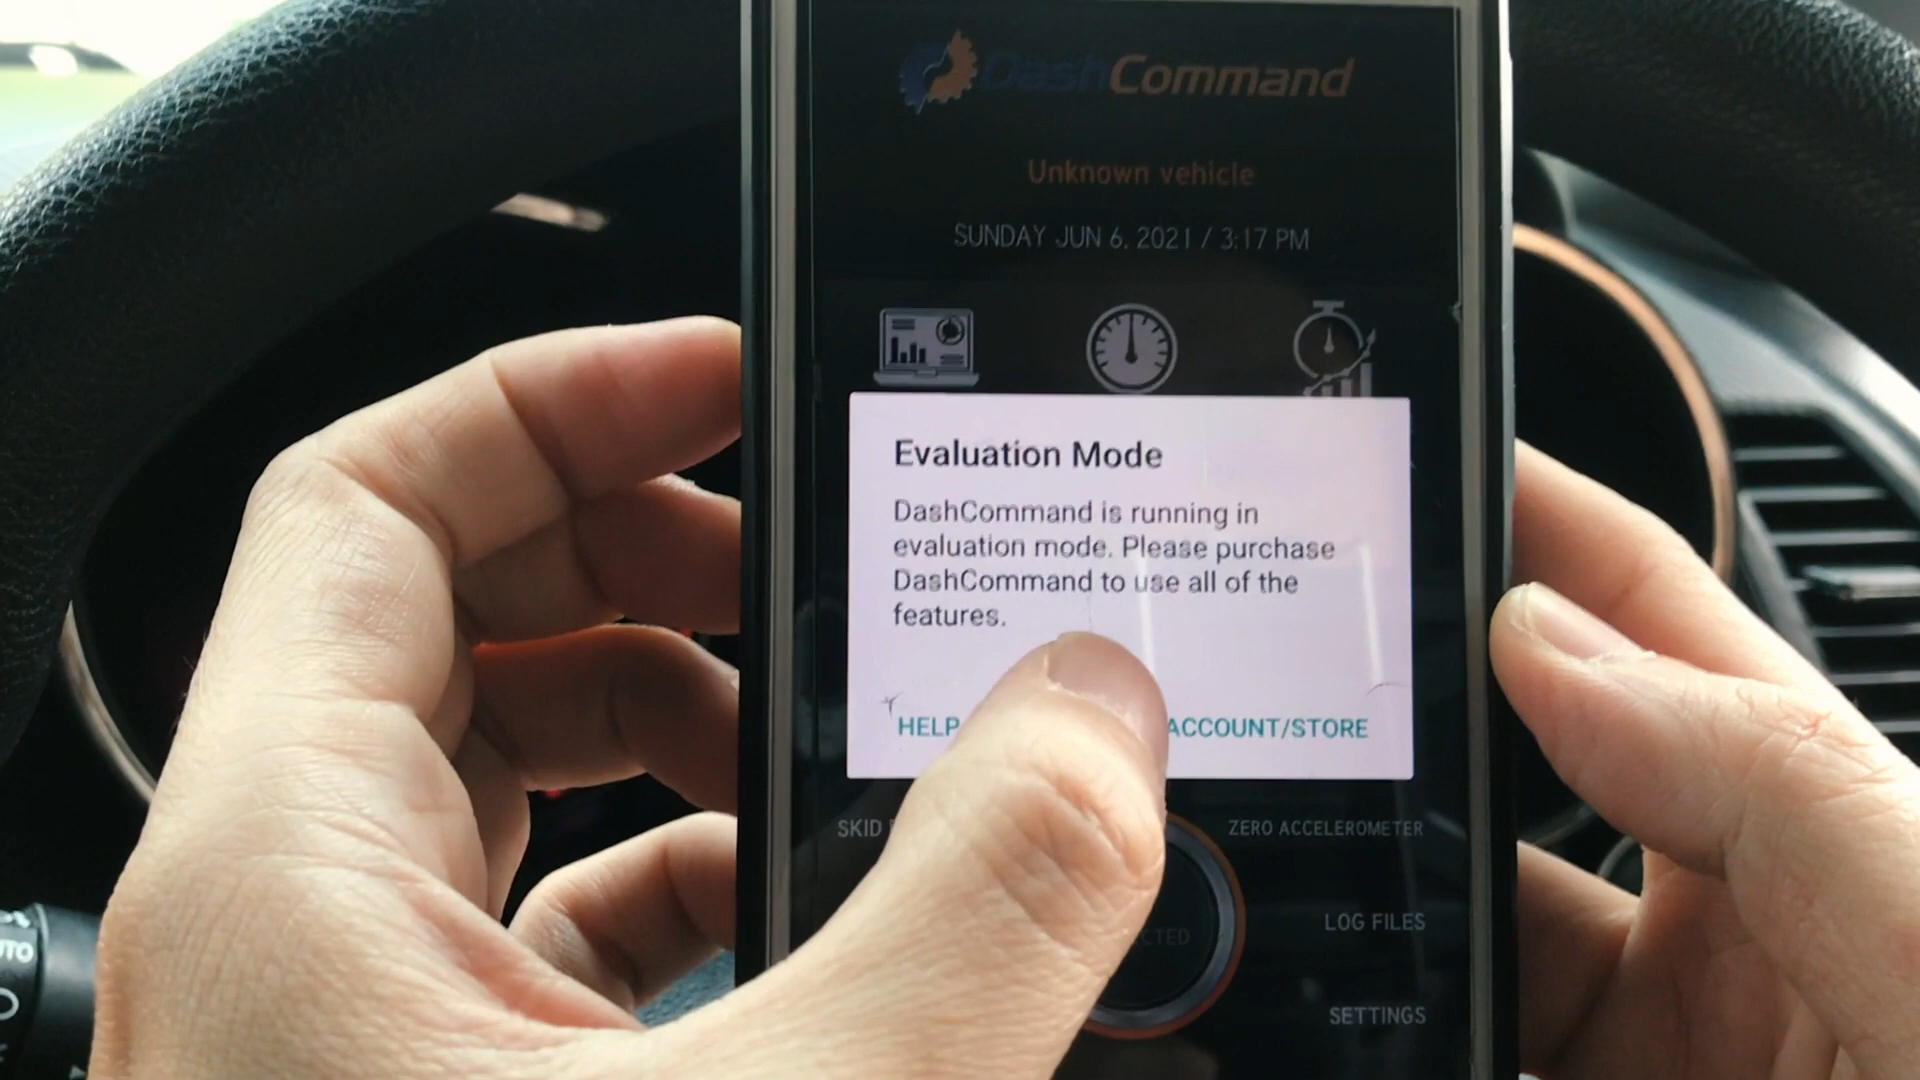 DashCommand
Unknown vehicle
SUNDAY JUN 6, 2021 / 3:17 PM
Evaluation Mode
DashCommand is running in
evaluation mode. Please purchase
DashCommand to use all of the
features.
HELP ACCOUNT/STORE
SKID ZERO ACCELEROMETER
LOG FILES
SETTINGS